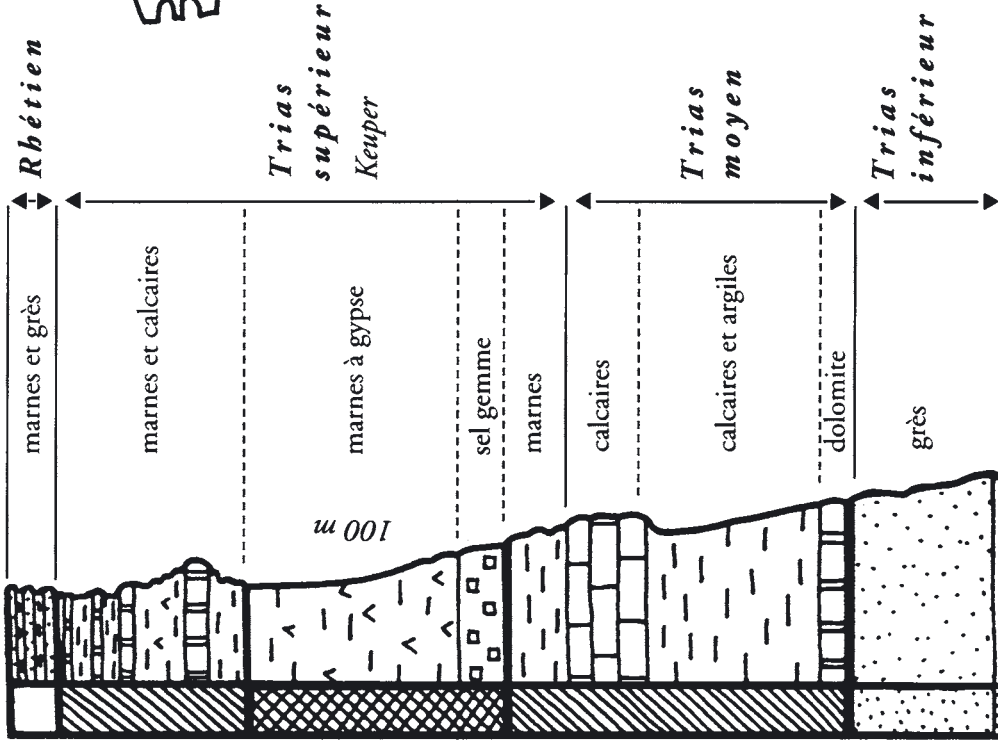 Rhétien
Trias
supérieur
Keuper
Trias
moyen
Trias
inférieur
marnes et grès
marnes et calcaires
marnes à gypse
sel gemme
marnes
calcaires
calcaires et argiles
dolomite
grès
100 m